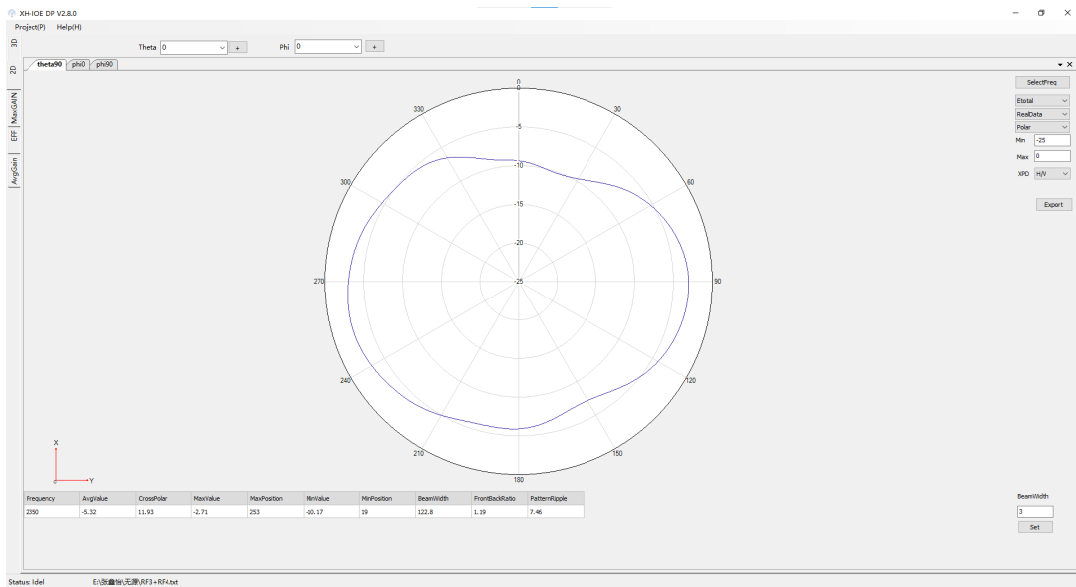 XH-IOE DP V2.8.0
Project(P) Help(H)
Theta 0 + Phi 0 +
3D
2D
MaxGAIN
EFF
AvgGain
theta90 phi0 phi90
SelectFreq
Etotal
RealData
Polar
Min -25
Max 0
XPD H/V
Export
0
0
330 30
-5
-10
300 60
-15
-20
270 -25 90
240 120
210 150
180
X
Y
Frequency AvgValue CrossPolar MaxValue MaxPosition MinValue MinPosition BeamWidth FrontBackRatio PatternRipple
2350 -5.32 11.93 -2.71 253 -10.17 19 122.8 1.19 7.46
BeamWidth
3
Set
Status: Idel E:\张鑫怡\无源\RF3+RF4.txt